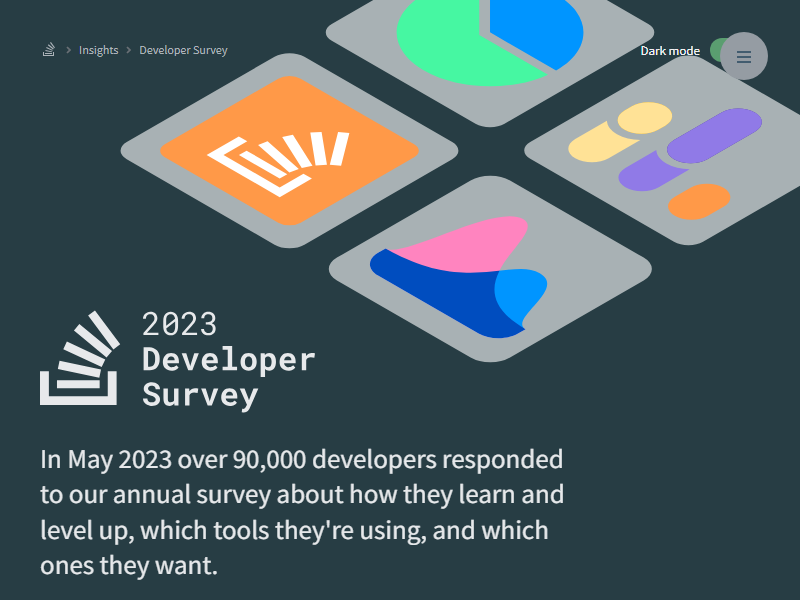 Insights
Developer Survey
Dark mode
2023
Developer
Survey
In May 2023 over 90,000 developers responded
to our annual survey about how they learn and
level up, which tools they're using, and which
ones they want.